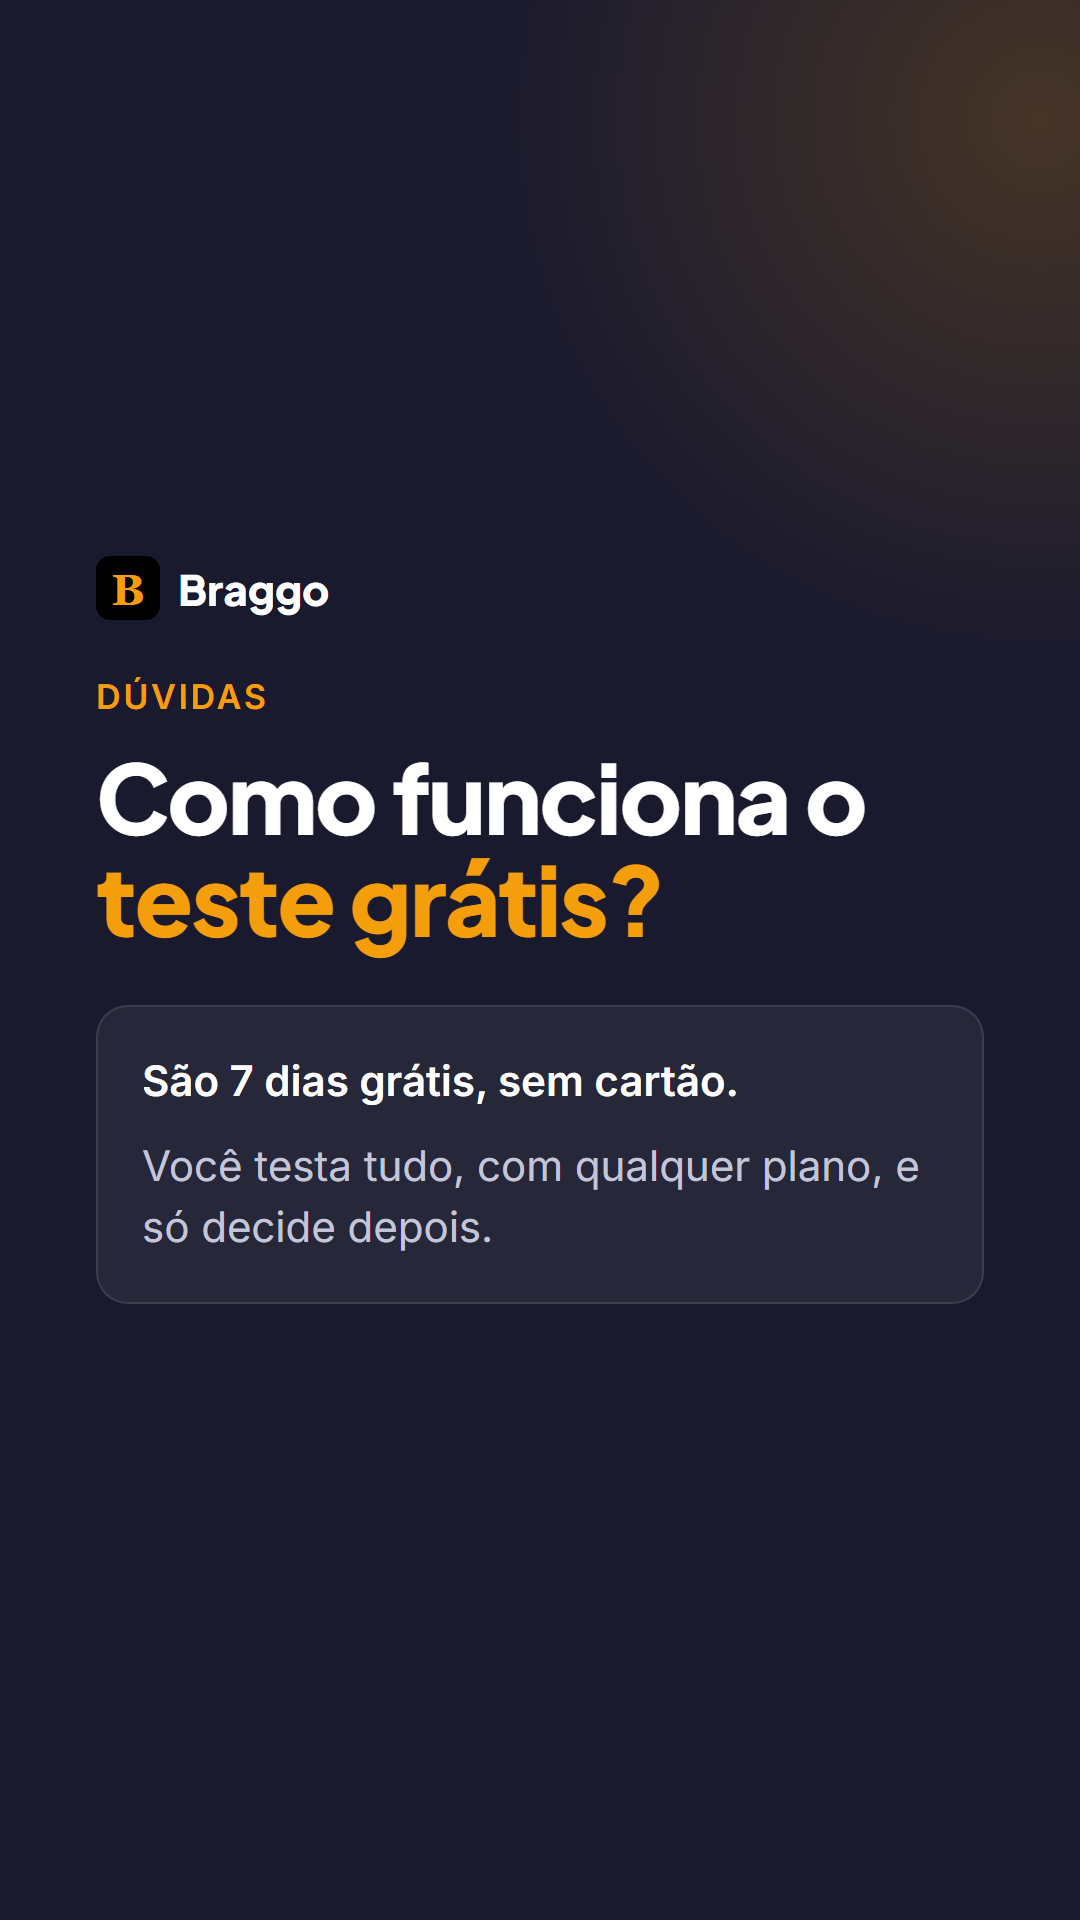 B Braggo
DÚVIDAS
Como funciona o
teste grátis?
São 7 dias grátis, sem cartão.
Você testa tudo, com qualquer plano, e
só decide depois.